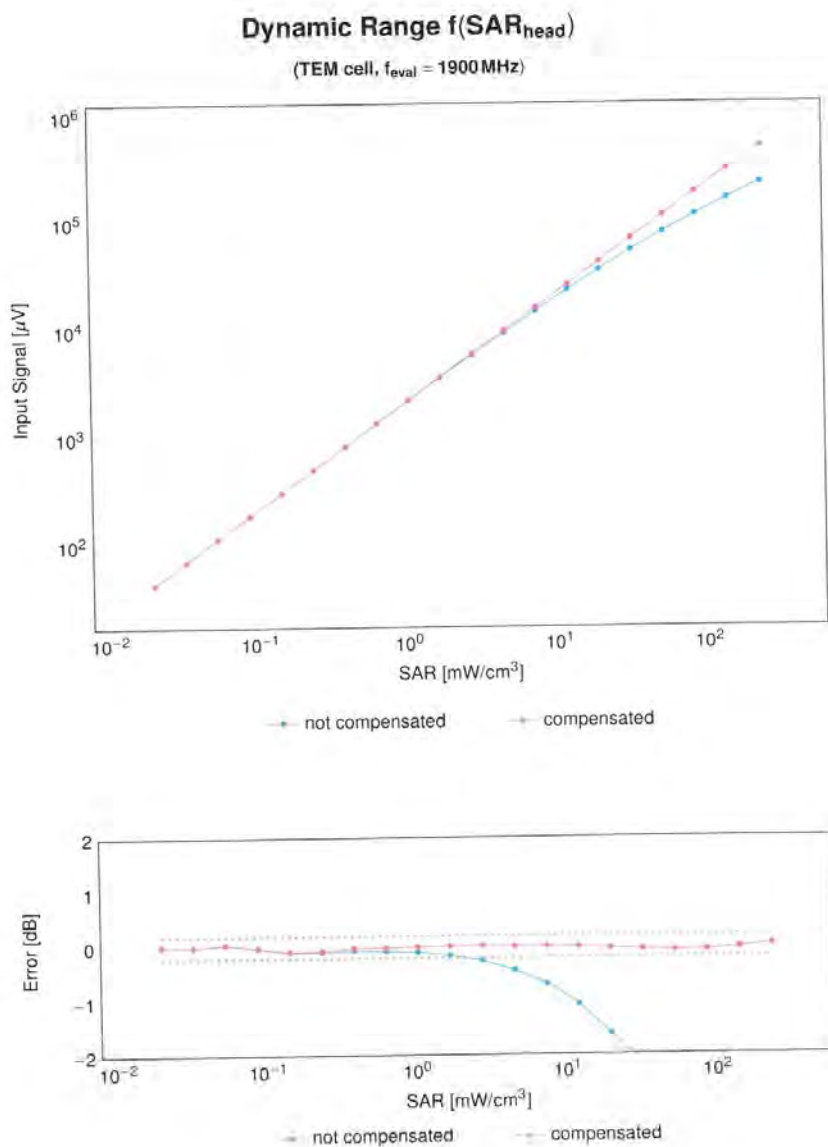 Dynamic Range f(SARhead)
(TEM cell, feval = 1900 MHz)
10⁶
10⁵
10⁴
10³
10²
Input Signal [µV]
10⁻² 10⁻¹ 10⁰ 10¹ 10²
SAR [mW/cm³]
not compensated compensated
2
1
0
−1
−2
Error [dB]
10⁻² 10⁻¹ 10⁰ 10¹ 10²
SAR [mW/cm³]
not compensated compensated